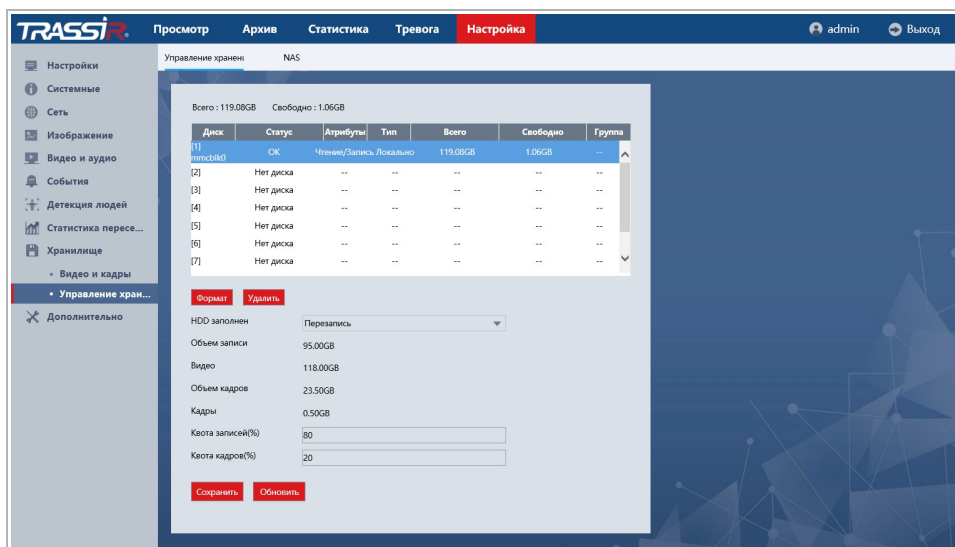 TRASSIR Просмотр Архив Статистика Тревога Настройка admin Выход
Управление хранен NAS
Настройки
Системные
Сеть
Изображение
Видео и аудио
События
Детекция людей
Статистика пересе...
Хранилище
• Видео и кадры
• Управление хран...
Дополнительно
Всего : 119.08GB Свободно : 1.06GB
Диск Статус Атрибуты Тип Всего Свободно Группа
[1] mmcblk0 OK Чтение/Запись Локально 119.08GB 1.06GB --
[2] Нет диска -- -- -- -- --
[3] Нет диска -- -- -- -- --
[4] Нет диска -- -- -- -- --
[5] Нет диска -- -- -- -- --
[6] Нет диска -- -- -- -- --
[7] Нет диска -- -- -- -- --
Формат Удалить
HDD заполнен Перезапись
Объем записи 95.00GB
Видео 118.00GB
Объем кадров 23.50GB
Кадры 0.50GB
Квота записей(%) 80
Квота кадров(%) 20
Сохранить Обновить